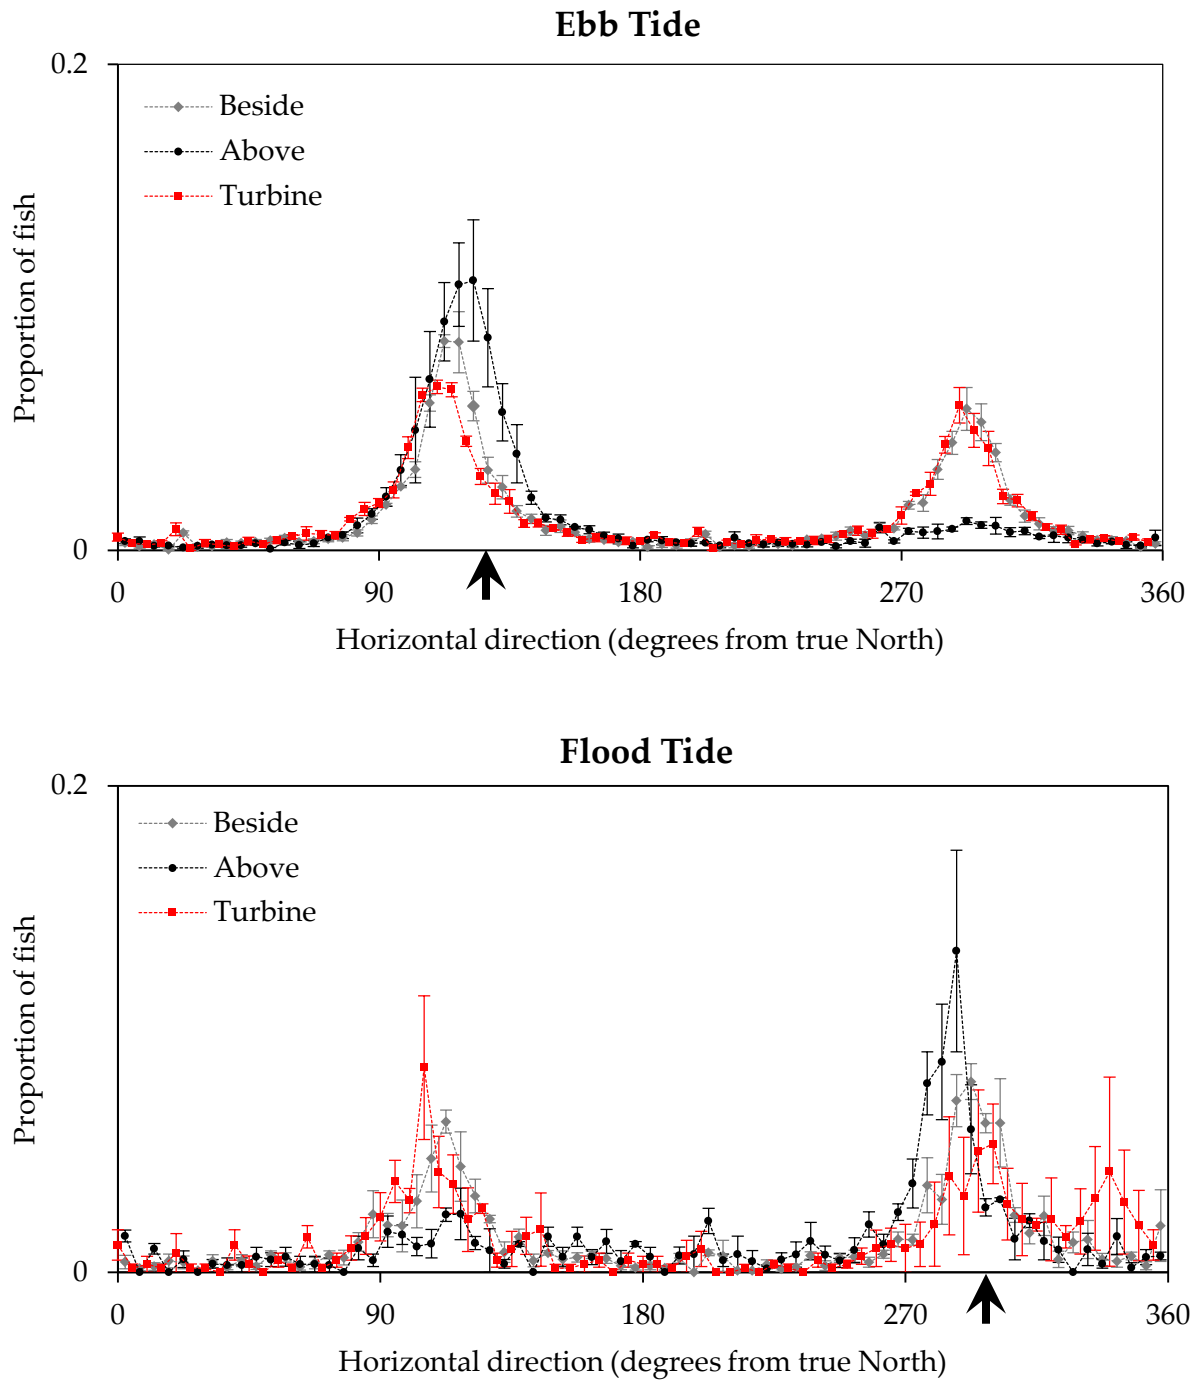 Ebb Tide
0.2
Beside
Above
Turbine
Proportion of fish
0
0 90 180 270 360
Horizontal direction (degrees from true North)
Flood Tide
0.2
Beside
Above
Turbine
Proportion of fish
0
0 90 180 270 360
Horizontal direction (degrees from true North)